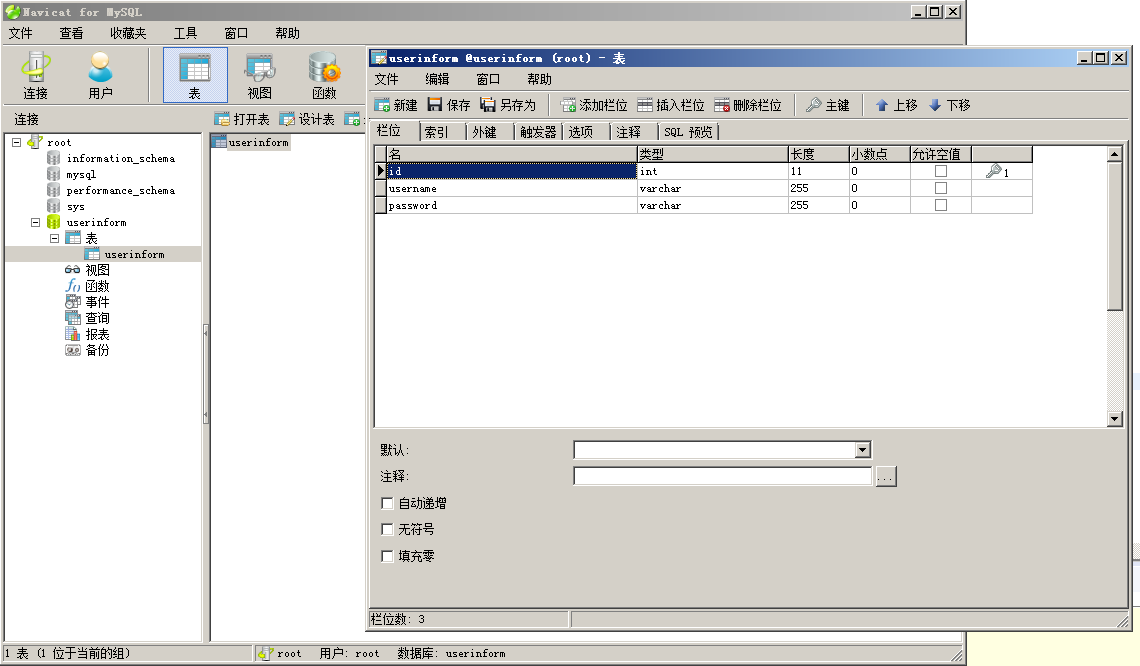 Navicat for MySQL
文件 查看 收藏夹 工具 窗口 帮助
连接 用户 表 视图 函数
连接
打开表 设计表
root
information_schema
mysql
performance_schema
sys
userinform
表
userinform
视图
函数
事件
查询
报表
备份
userinform
userinform @userinform (root) - 表
文件 编辑 窗口 帮助
新建 保存 另存为 添加栏位 插入栏位 删除栏位 主键 上移 下移
栏位 索引 外键 触发器 选项 注释 SQL 预览
名 类型 长度 小数点 允许空值
id int 11 0 1
username varchar 255 0
password varchar 255 0
默认:
注释:
...
自动递增
无符号
填充零
栏位数: 3
1 表 (1 位于当前的组) root 用户: root 数据库: userinform